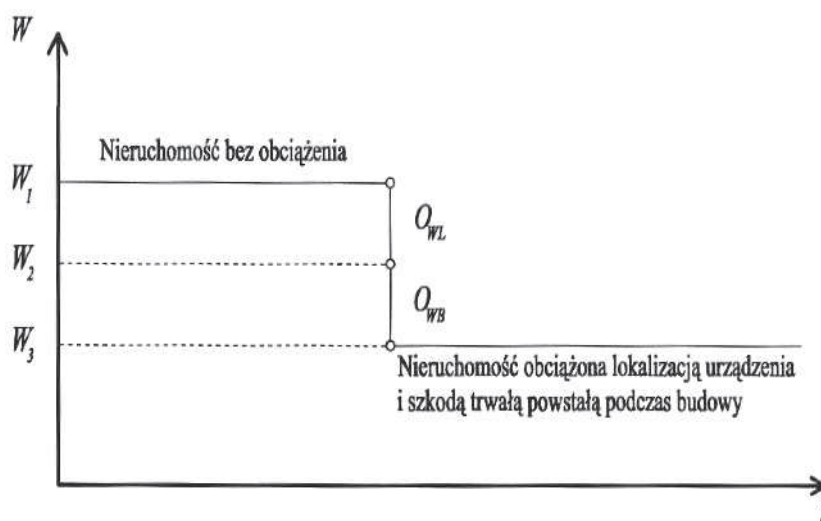 W
Nieruchomość bez obciążenia
W1
OWL
W2
OWB
W3
Nieruchomość obciążona lokalizacją urządzenia
i szkodą trwałą powstałą podczas budowy